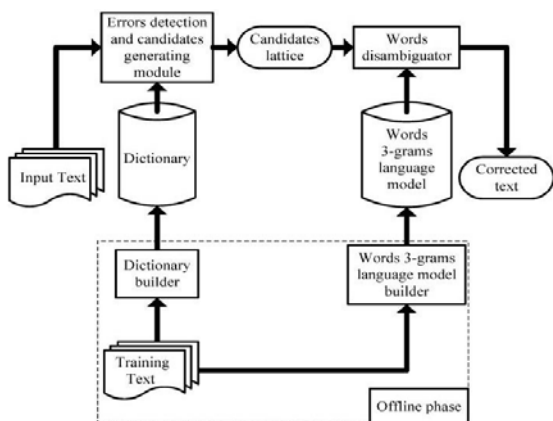 Errors detection
and candidates
generating
module
Candidates
lattice
Words
disambiguator
Input Text
Dictionary
Words
3-grams
language
model
Corrected
text
Dictionary
builder
Words 3-grams
language model
builder
Training
Text
Offline phase